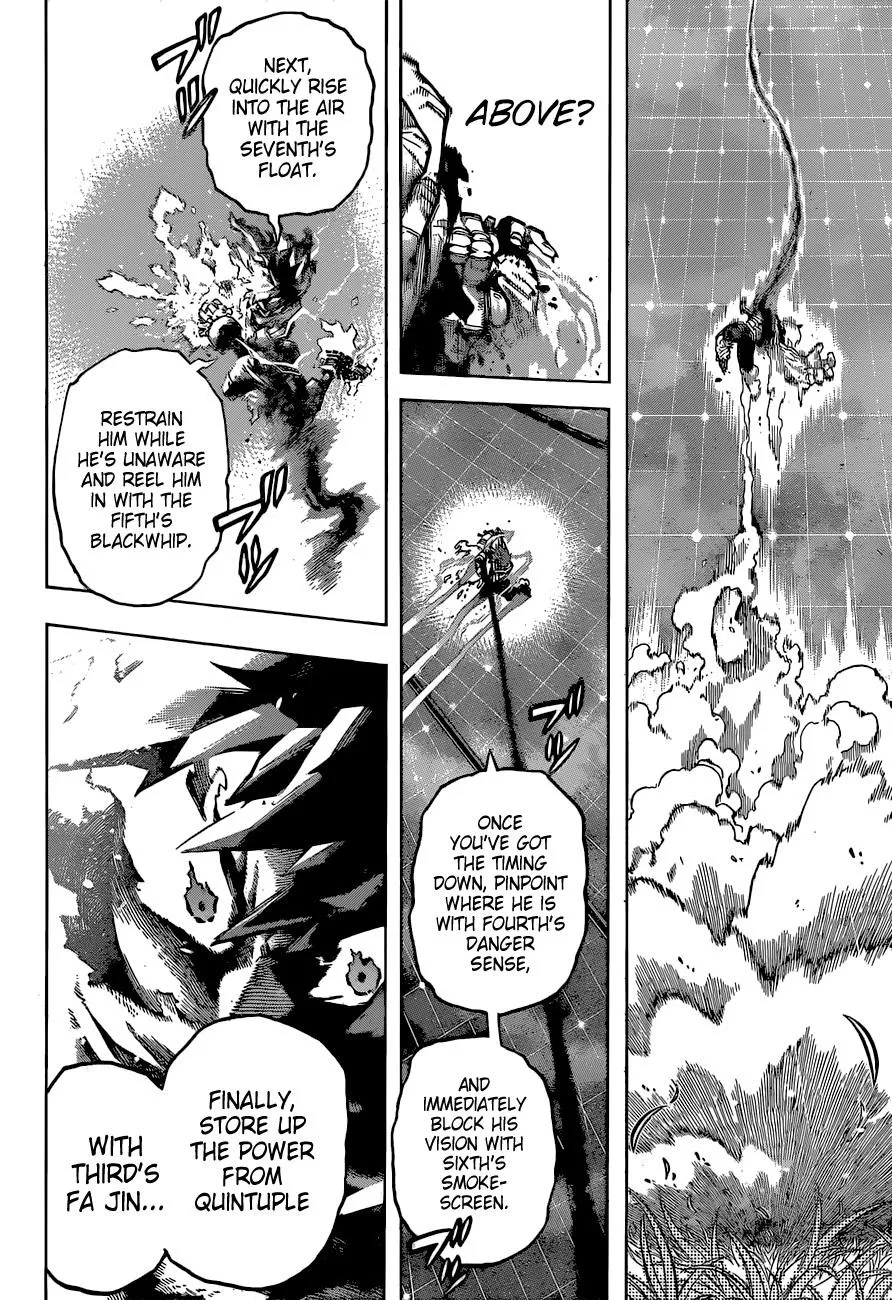 ABOVE?
ONCE
YOU'VE GOT
THE TIMING
DOWN, PINPOINT
WHERE HE IS
WITH FOURTH'S
DANGER
SENSE,
AND
IMMEDIATELY
BLOCK HIS
VISION WITH
SIXTH'S
SMOKE-
SCREEN.
NEXT,
QUICKLY RISE
INTO THE AIR
WITH THE
SEVENTH'S
FLOAT.
RESTRAIN
HIM WHILE
HE'S UNAWARE
AND REEL HIM
IN WITH THE
FIFTH'S
BLACKWHIP.
FINALLY,
STORE UP
THE POWER
FROM
QUINTUPLE
WITH
THIRD'S
FA JIN...